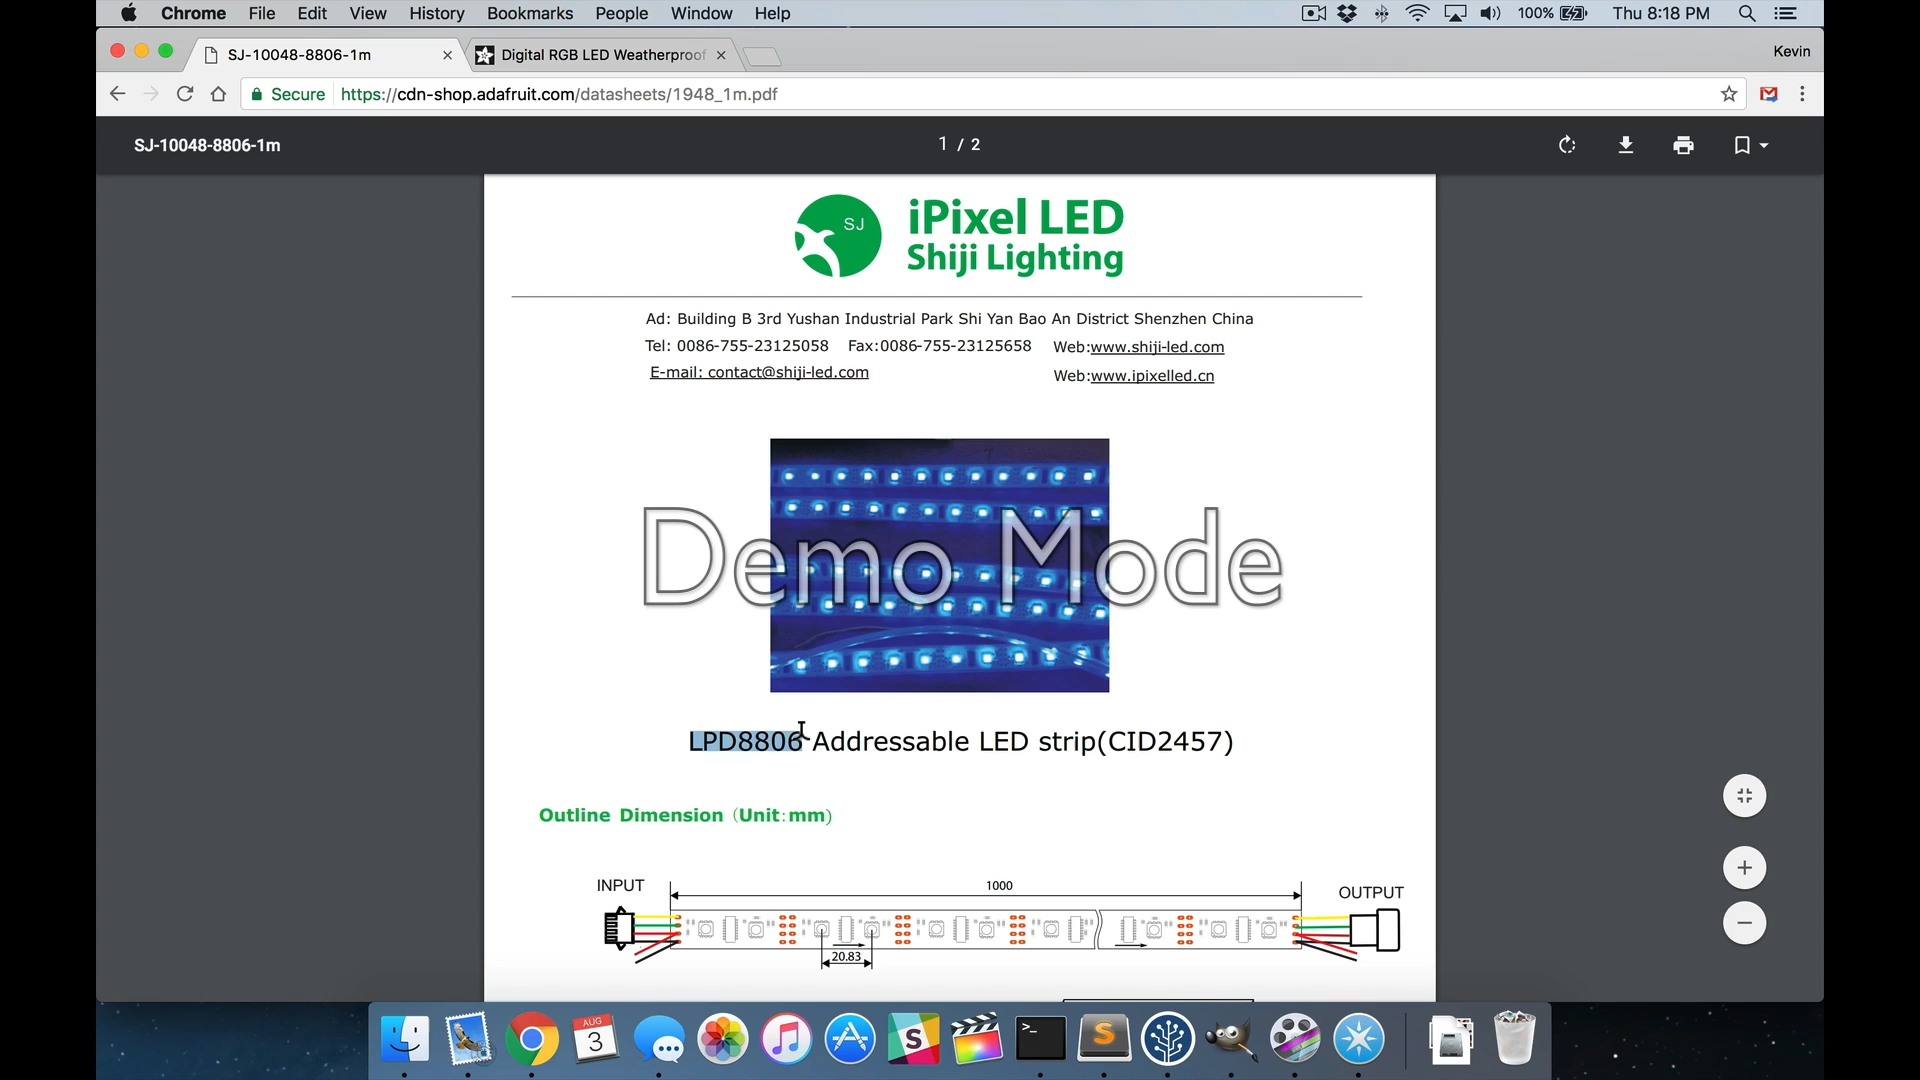 Chrome File Edit View History Bookmarks People Window Help 100% Thu 8:18 PM
SJ-10048-8806-1m Digital RGB LED Weatherproof Kevin
Secure https://cdn-shop.adafruit.com/datasheets/1948_1m.pdf
SJ-10048-8806-1m 1 / 2
SJ
iPixel LED
Shiji Lighting
Ad: Building B 3rd Yushan Industrial Park Shi Yan Bao An District Shenzhen China
Tel: 0086-755-23125058 Fax:0086-755-23125658 Web:www.shiji-led.com
E-mail: contact@shiji-led.com Web:www.ipixelled.cn
Demo Mode
LPD8806 Addressable LED strip(CID2457)
Outline Dimension (Unit:mm)
INPUT 1000 OUTPUT
20.83
AUG
3